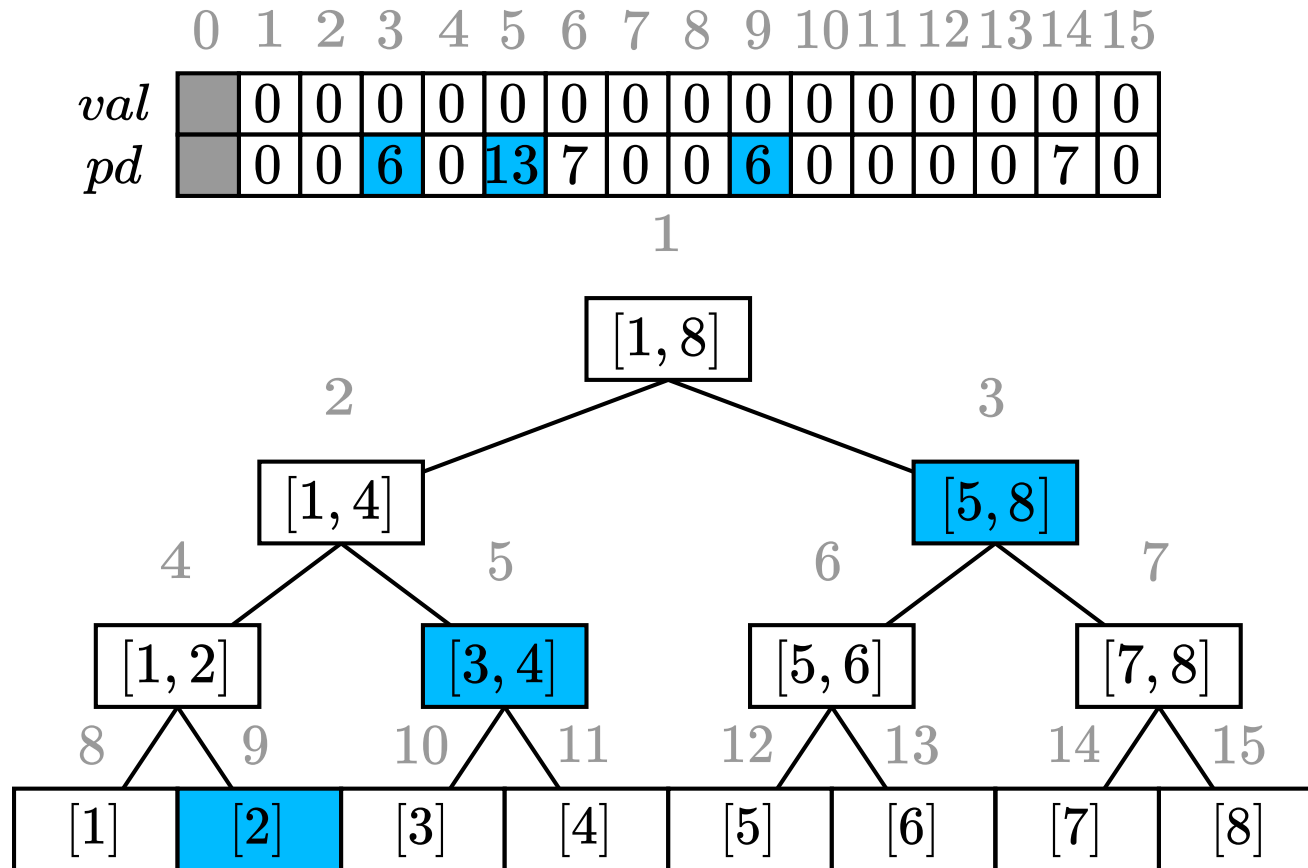 0 1 2 3 4 5 6 7 8 9 10 11 12 13 14 15
val 0 0 0 0 0 0 0 0 0 0 0 0 0 0 0
pd 0 0 6 0 13 7 0 0 6 0 0 0 0 7 0
1
[1, 8]
2 3
[1, 4] [5, 8]
4 5 6 7
[1, 2] [3, 4] [5, 6] [7, 8]
8 9 10 11 12 13 14 15
[1] [2] [3] [4] [5] [6] [7] [8]